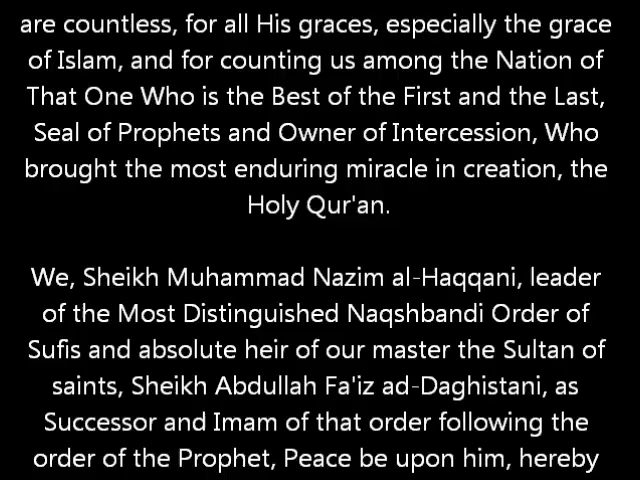 are countless, for all His graces, especially the grace
of Islam, and for counting us among the Nation of
That One Who is the Best of the First and the Last,
Seal of Prophets and Owner of Intercession, Who
brought the most enduring miracle in creation, the
Holy Qur'an.
We, Sheikh Muhammad Nazim al-Haqqani, leader
of the Most Distinguished Naqshbandi Order of
Sufis and absolute heir of our master the Sultan of
saints, Sheikh Abdullah Fa'iz ad-Daghistani, as
Successor and Imam of that order following the
order of the Prophet, Peace be upon him, hereby